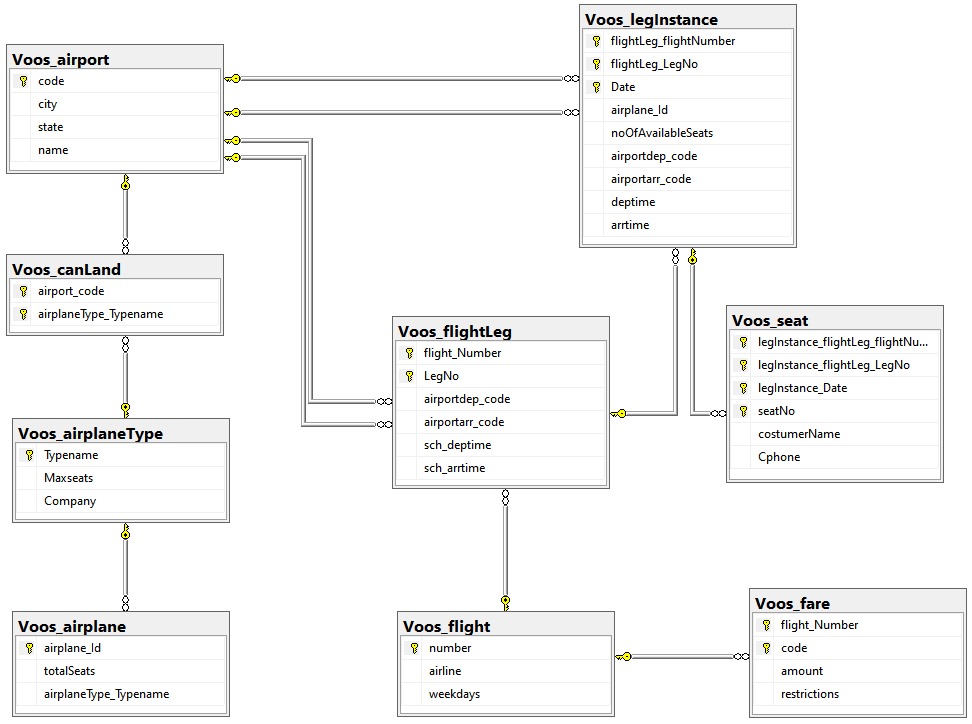 Voos_airport
code
city
state
name
Voos_legInstance
flightLeg_flightNumber
flightLeg_LegNo
Date
airplane_Id
noOfAvailableSeats
airportdep_code
airportarr_code
deptime
arrtime
Voos_canLand
airport_code
airplaneType_Typename
Voos_flightLeg
flight_Number
LegNo
airportdep_code
airportarr_code
sch_deptime
sch_arrtime
Voos_seat
legInstance_flightLeg_flightNu...
legInstance_flightLeg_LegNo
legInstance_Date
seatNo
costumerName
Cphone
Voos_airplaneType
Typename
Maxseats
Company
Voos_airplane
airplane_Id
totalSeats
airplaneType_Typename
Voos_flight
number
airline
weekdays
Voos_fare
flight_Number
code
amount
restrictions